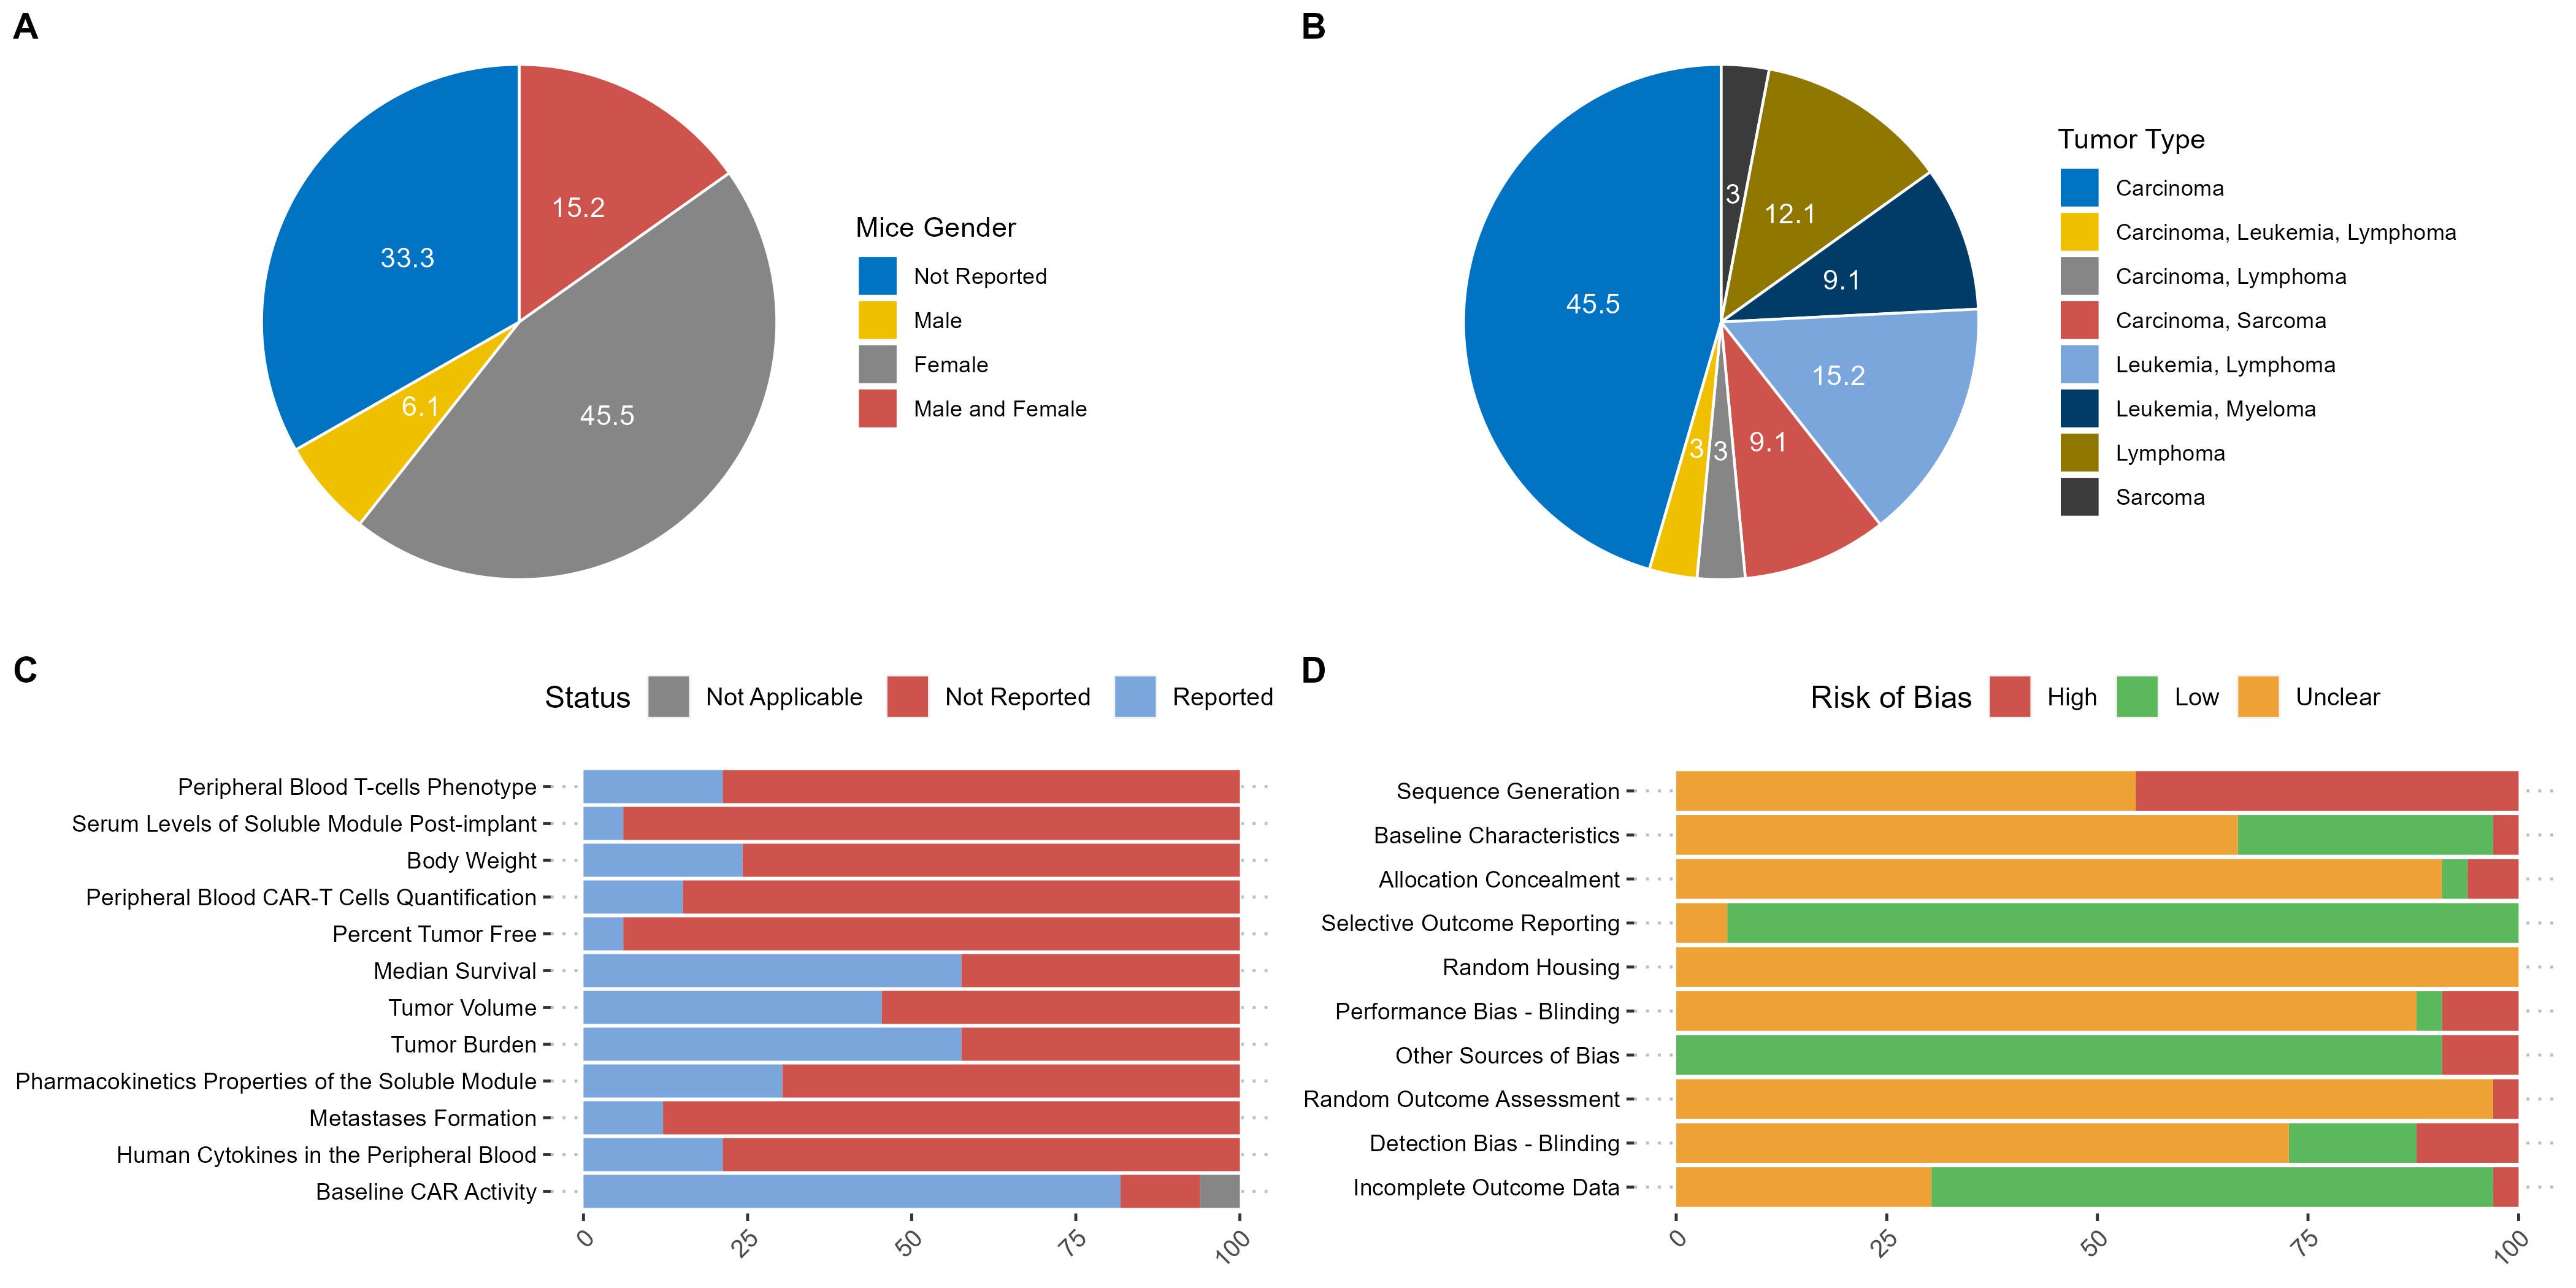 A
33.3
15.2
6.1
45.5
Mice Gender
Not Reported
Male
Female
Male and Female
B
3
12.1
9.1
45.5
15.2
3
3
9.1
Tumor Type
Carcinoma
Carcinoma, Leukemia, Lymphoma
Carcinoma, Lymphoma
Carcinoma, Sarcoma
Leukemia, Lymphoma
Leukemia, Myeloma
Lymphoma
Sarcoma
C
Status Not Applicable Not Reported Reported
Peripheral Blood T-cells Phenotype
Serum Levels of Soluble Module Post-implant
Body Weight
Peripheral Blood CAR-T Cells Quantification
Percent Tumor Free
Median Survival
Tumor Volume
Tumor Burden
Pharmacokinetics Properties of the Soluble Module
Metastases Formation
Human Cytokines in the Peripheral Blood
Baseline CAR Activity
0 25 50 75 100
D
Risk of Bias High Low Unclear
Sequence Generation
Baseline Characteristics
Allocation Concealment
Selective Outcome Reporting
Random Housing
Performance Bias - Blinding
Other Sources of Bias
Random Outcome Assessment
Detection Bias - Blinding
Incomplete Outcome Data
0 25 50 75 100